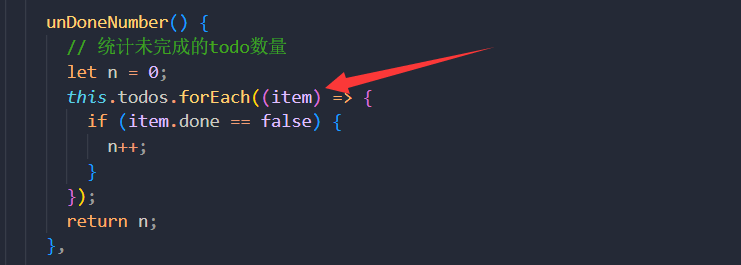 unDoneNumber() {
// 统计未完成的todo数量
let n = 0;
this.todos.forEach((item) => {
if (item.done == false) {
n++;
}
});
return n;
},